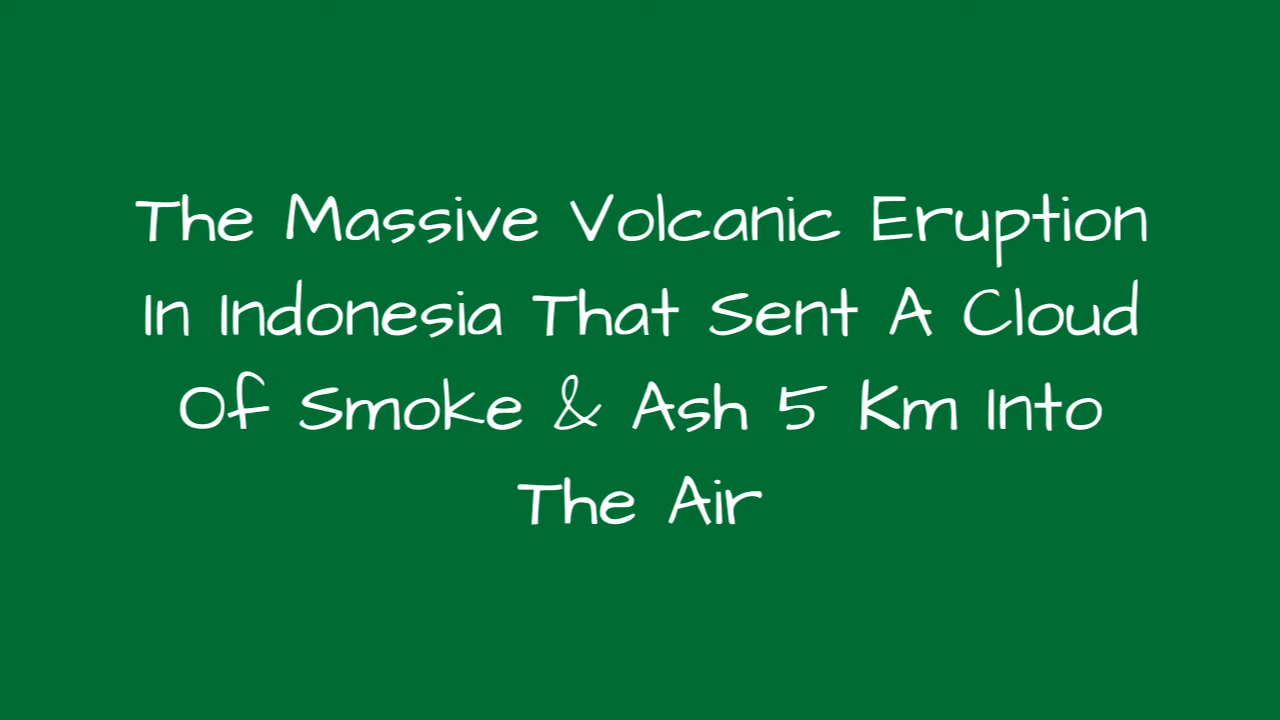 The Massive Volcanic Eruption
In Indonesia That Sent A Cloud
Of Smoke & Ash 5 Km Into
The Air